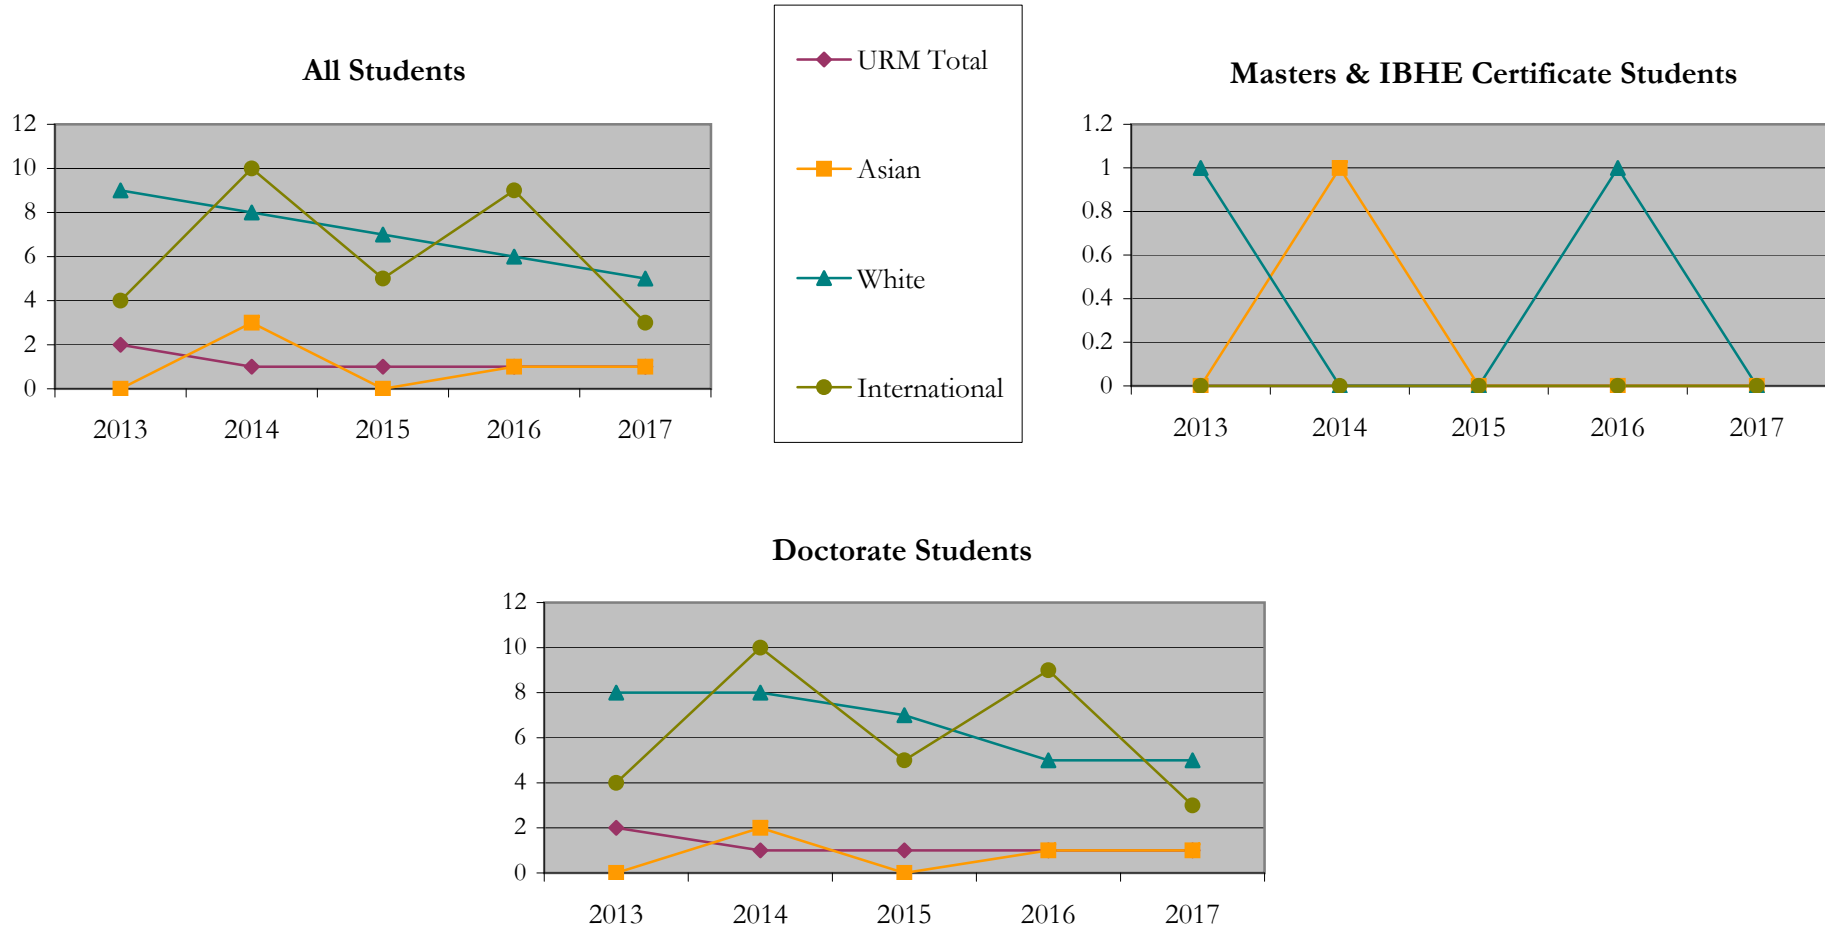 All Students
12
10
8
6
4
2
0
2013 2014 2015 2016 2017
URM Total
Asian
White
International
Masters & IBHE Certificate Students
1.2
1
0.8
0.6
0.4
0.2
0
2013 2014 2015 2016 2017
Doctorate Students
12
10
8
6
4
2
0
2013 2014 2015 2016 2017